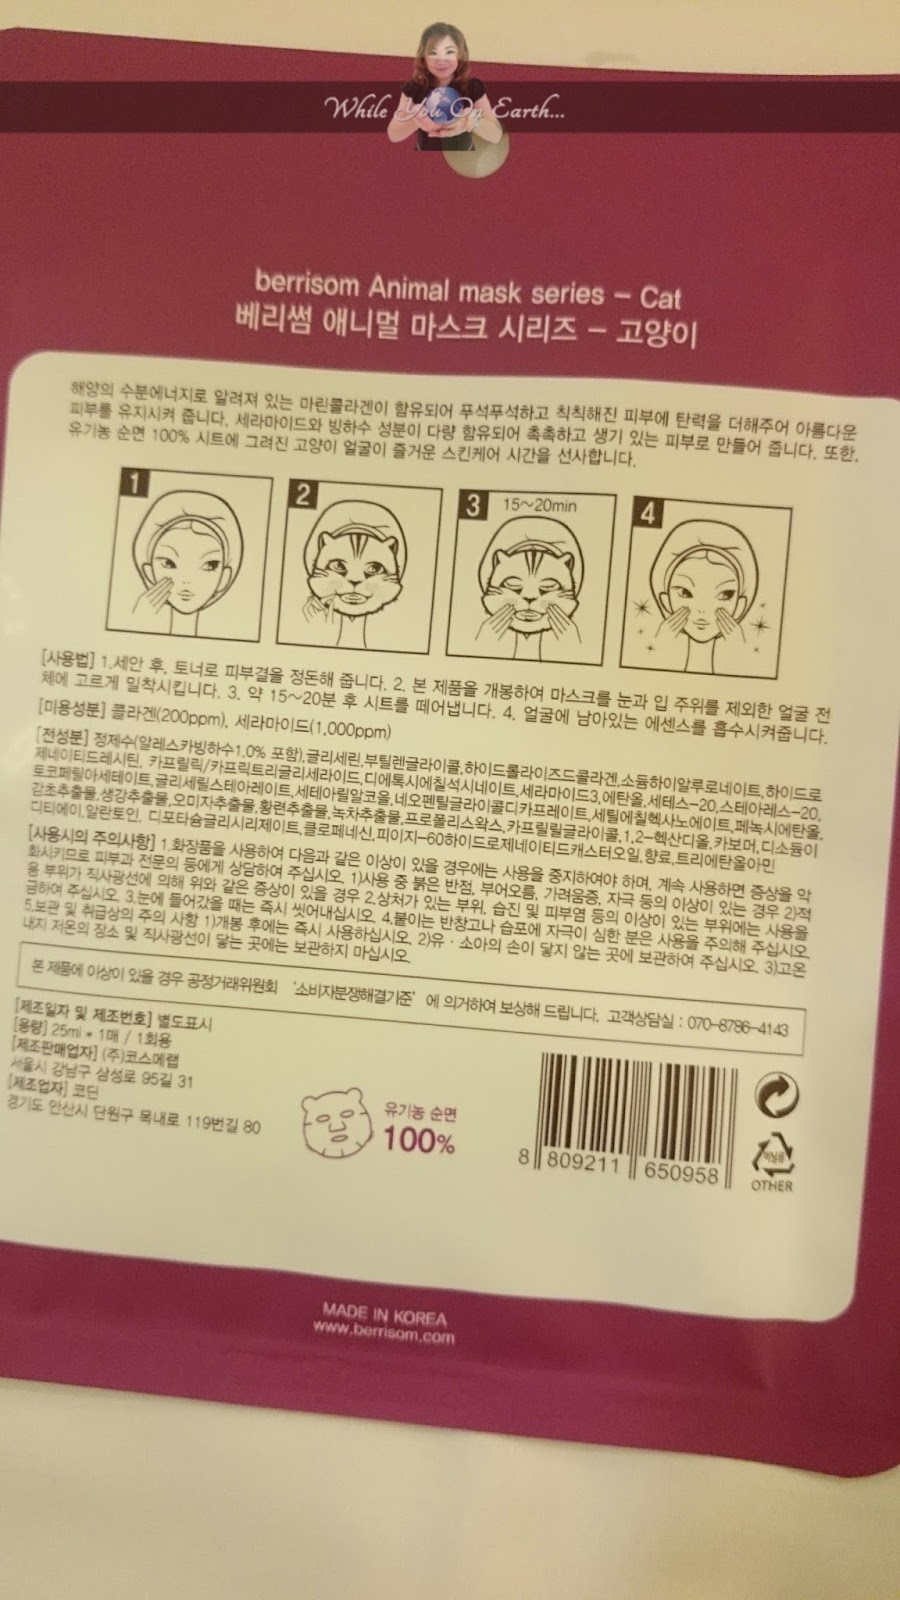 While You On Earth...
berrisom Animal mask series – Cat
베리썸 애니멀 마스크 시리즈 – 고양이
해양의 수분에너지로 알려져 있는 마린콜라겐이 함유되어 푸석푸석하고 칙칙해진 피부에 탄력을 더해주어 아름다운
피부를 유지시켜 줍니다. 세라마이드와 빙하수 성분이 다량 함유되어 촉촉하고 생기 있는 피부로 만들어 줍니다. 또한,
유기농 순면 100% 시트에 그려진 고양이 얼굴이 즐거운 스킨케어 시간을 선사합니다.
1
2
3 15~20min
4
[사용법] 1.세안 후, 토너로 피부결을 정돈해 줍니다. 2. 본 제품을 개봉하여 마스크를 눈과 입 주위를 제외한 얼굴 전
체에 고르게 밀착시킵니다. 3. 약 15~20분 후 시트를 떼어냅니다. 4. 얼굴에 남아있는 에센스를 흡수시켜줍니다.
[미용성분] 콜라겐(200ppm), 세라마이드(1,000ppm)
[전성분] 정제수(알레스카빙하수1.0% 포함),글리세린,부틸렌글라이콜,하이드롤라이즈드콜라겐,소듐하이알루로네이트,하이드로
제네이티드레시틴, 카프릴릭/카프릭트리글리세라이드,디에톡시에칠석시네이트,세라마이드3,에탄올,세테스-20,스테아레스-20,
토코페릴아세테이트,글리세릴스테아레이트,세테아릴알코올,네오펜틸글라이콜디카프레이트,세틸에칠헥사노에이트,페녹시에탄올,
감초추출물,생강추출물,오미자추출물,황련추출물,녹차추출물,프로폴리스왁스,카프릴릴글라이콜,1,2-헥산디올,카보머,디소듐이
디티에이,알란토인, 디포타슘글리시리제이트,클로페네신,피이지-60하이드로제네이티드캐스터오일,향료,트리에탄올아민
[사용시의 주의사항] 1.화장품을 사용하여 다음과 같은 이상이 있을 경우에는 사용을 중지하여야 하며, 계속 사용하면 증상을 악
화시키므로 피부과 전문의 등에게 상담하여 주십시오. 1)사용 중 붉은 반점, 부어오름, 가려움증, 자극 등의 이상이 있는 경우 2)적
용 부위가 직사광선에 의해 위와 같은 증상이 있을 경우 2.상처가 있는 부위, 습진 및 피부염 등의 이상이 있는 부위에는 사용을
금하여 주십시오. 3.눈에 들어갔을 때는 즉시 씻어내십시오. 4.붙이는 반창고나 습포에 자극이 심한 분은 사용을 주의해 주십시오.
5.보관 및 취급상의 주의 사항 1)개봉 후에는 즉시 사용하십시오. 2)유·소아의 손이 닿지 않는 곳에 보관하여 주십시오. 3)고온
내지 저온의 장소 및 직사광선이 닿는 곳에는 보관하지 마십시오.
본 제품에 이상이 있을 경우 공정거래위원회 '소비자분쟁해결기준'에 의거하여 보상해 드립니다. 고객상담실 : 070-8786-4143
[제조일자 및 제조번호] 별도표시
[용량] 25ml * 1매 / 1회용
[제조판매업자] (주)코스메랩
서울시 강남구 삼성로 95길 31
[제조업자] 코딘
경기도 안산시 단원구 목내로 119번길 80
유기농 순면
100%
8 809211 650958
비닐류
OTHER
MADE IN KOREA
www.berrisom.com